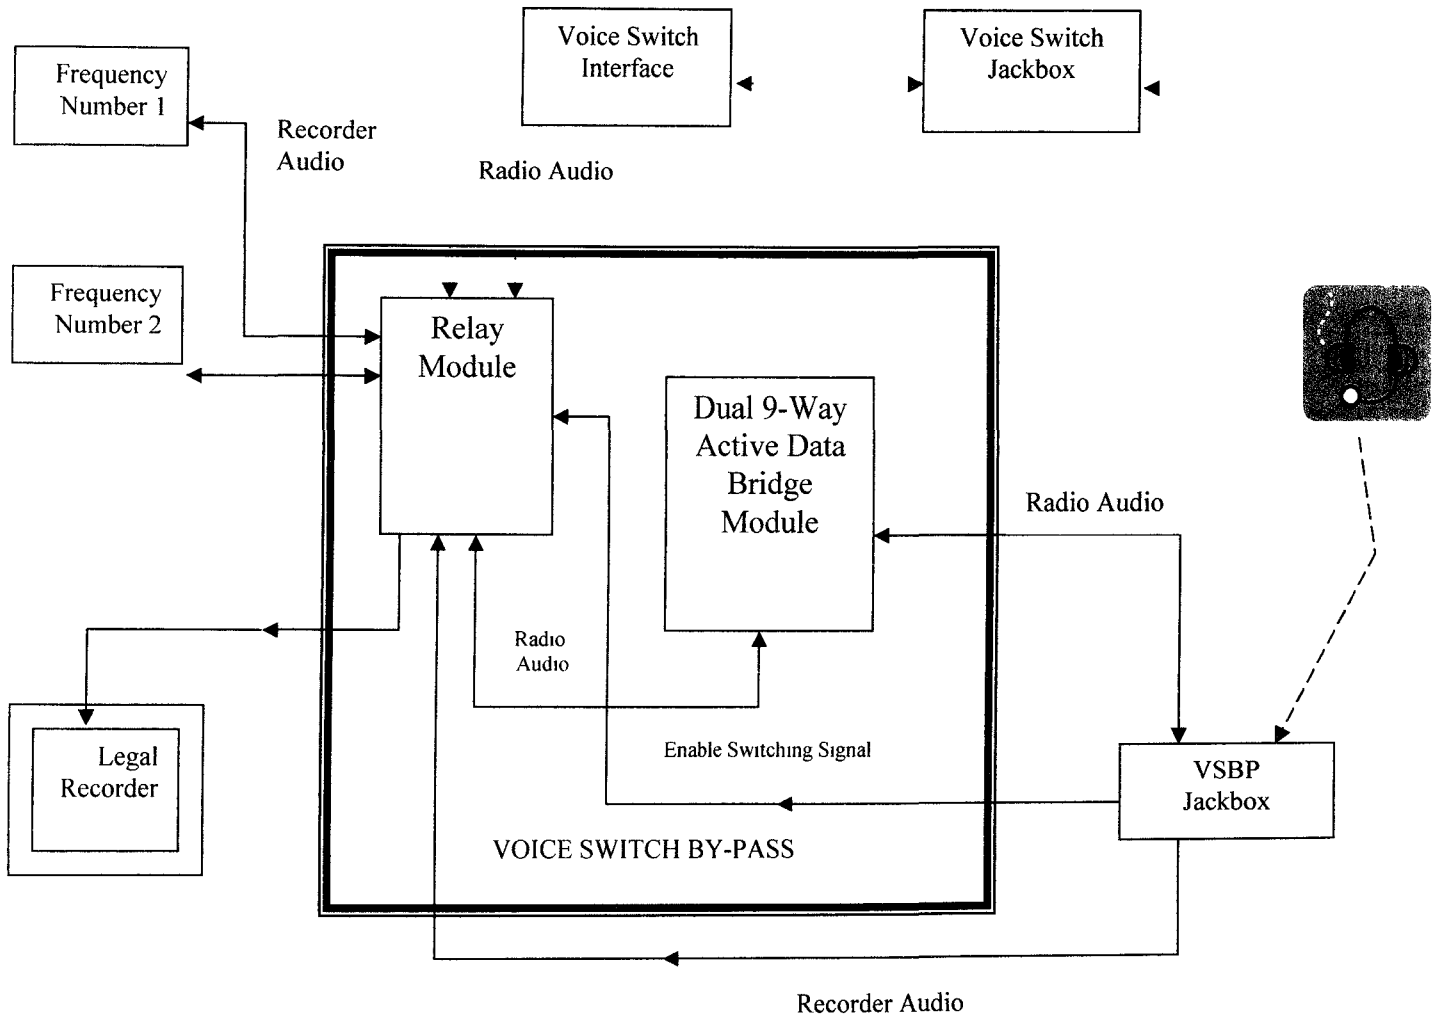 Voice Switch
Interface
Voice Switch
Jackbox
Frequency
Number 1
Recorder
Audio
Radio Audio
Frequency
Number 2
Relay
Module
Dual 9-Way
Active Data
Bridge
Module
Radio Audio
Radio
Audio
Enable Switching Signal
Legal
Recorder
VSBP
Jackbox
VOICE SWITCH BY-PASS
Recorder Audio